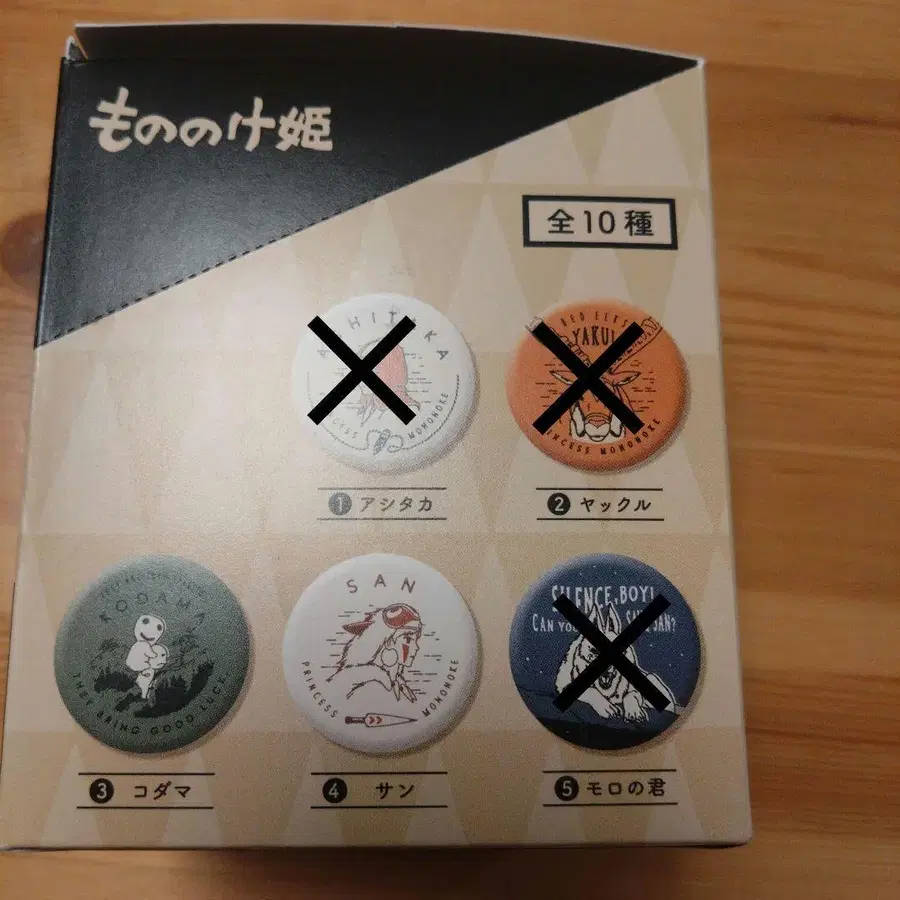 もののけ姫
全10種
ASHITAKA
PRINCESS MONONOKE
1 アシタカ
RED ELK
YAKUL
PRINCESS MONONOKE
2 ヤックル
KODAMA
THEY BRING GOOD LUCK.
3 コダマ
SAN
PRINCESS MONONOKE
4 サン
SILENCE, BOY!
CAN YOU SAVE SAN?
5 モロの君